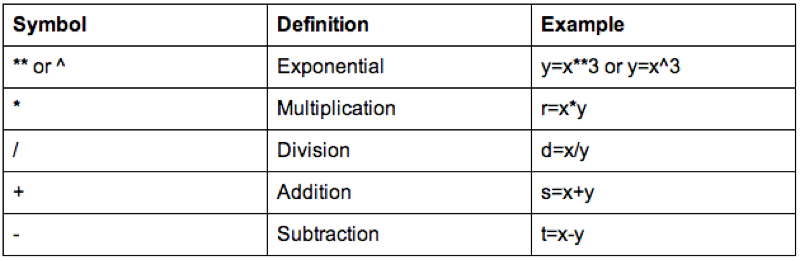 Symbol Definition Example
** or ^ Exponential y=x**3 or y=x^3
* Multiplication r=x*y
/ Division d=x/y
+ Addition s=x+y
- Subtraction t=x-y